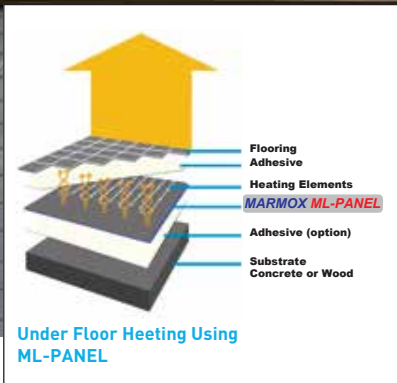 Flooring
Adhesive
Heating Elements
MARMOX ML-PANEL
Adhesive (option)
Substrate
Concrete or Wood
Under Floor Heeting Using
ML-PANEL